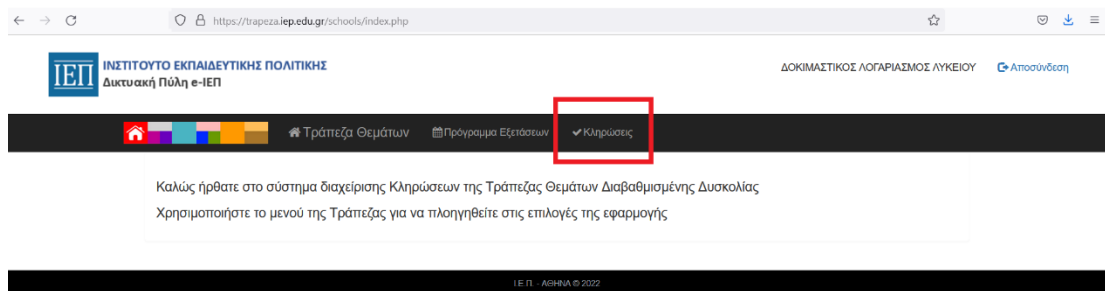 https://trapeza.iep.edu.gr/schools/index.php
ΙΕΠ ΙΝΣΤΙΤΟΥΤΟ ΕΚΠΑΙΔΕΥΤΙΚΗΣ ΠΟΛΙΤΙΚΗΣ
Δικτυακή Πύλη e-ΙΕΠ
ΔΟΚΙΜΑΣΤΙΚΟΣ ΛΟΓΑΡΙΑΣΜΟΣ ΛΥΚΕΙΟΥ Αποσύνδεση
Τράπεζα Θεμάτων Πρόγραμμα Εξετάσεων Κληρώσεις
Καλώς ήρθατε στο σύστημα διαχείρισης Κληρώσεων της Τράπεζας Θεμάτων Διαβαθμισμένης Δυσκολίας
Χρησιμοποιήστε το μενού της Τράπεζας για να πλοηγηθείτε στις επιλογές της εφαρμογής
Ι.Ε.Π. - ΑΘΗΝΑ © 2022